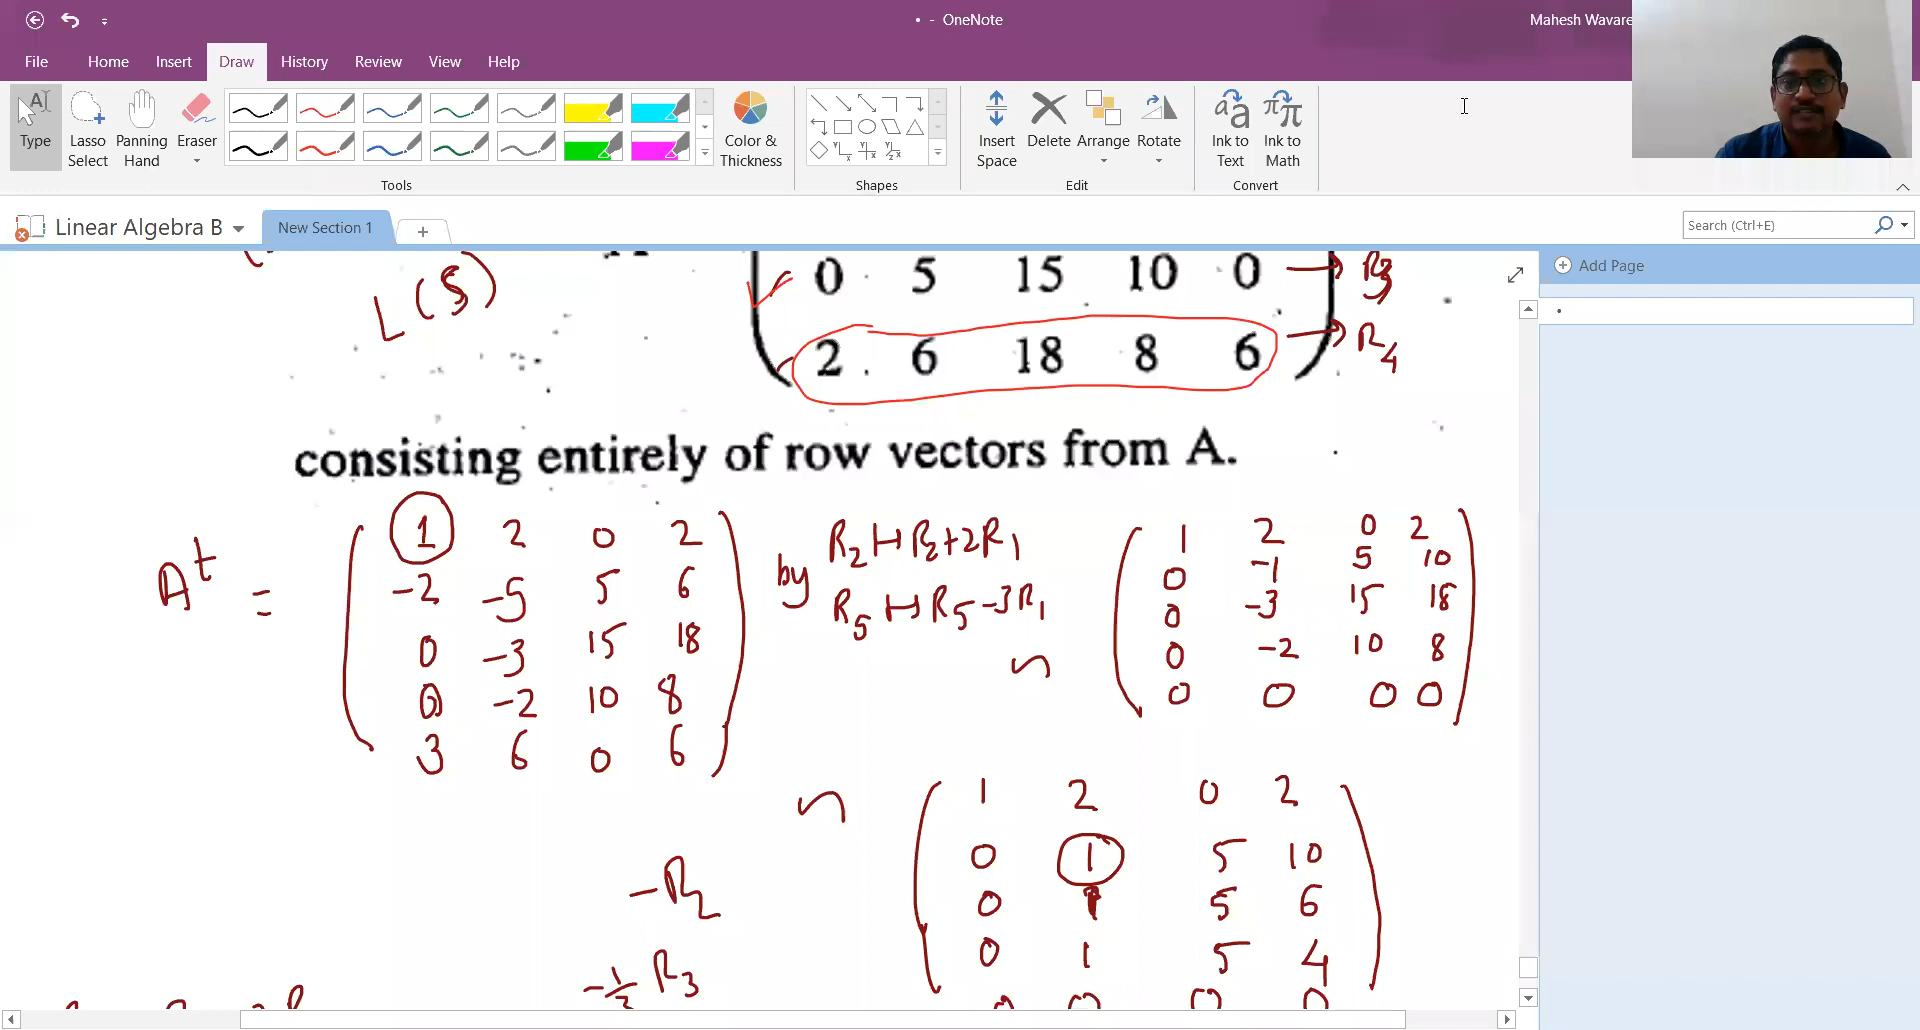 - OneNote
Mahesh Wavare
File Home Insert Draw History Review View Help
Type
Lasso Select
Panning Hand
Eraser
Color & Thickness
Insert Space
Delete
Arrange
Rotate
Ink to Text
Ink to Math
Tools
Shapes
Edit
Convert
Linear Algebra B
New Section 1
Search (Ctrl+E)
Add Page
L(S)
0 5 15 10 0 → R3
2 6 18 8 6 → R4
consisting entirely of row vectors from A.
A^t =
1 2 0 2
-2 -5 5 6
0 -3 15 18
0 -2 10 8
3 6 0 6
by
R2 ↦ R2+2R1
R5 ↦ R5-3R1
~
1 2 0 2
0 -1 5 10
0 -3 15 18
0 -2 10 8
0 0 0 0
~
1 2 0 2
0 1 5 10
0 1 5 6
0 1 5 4
0 0 0 0
-R2
-1/3 R3